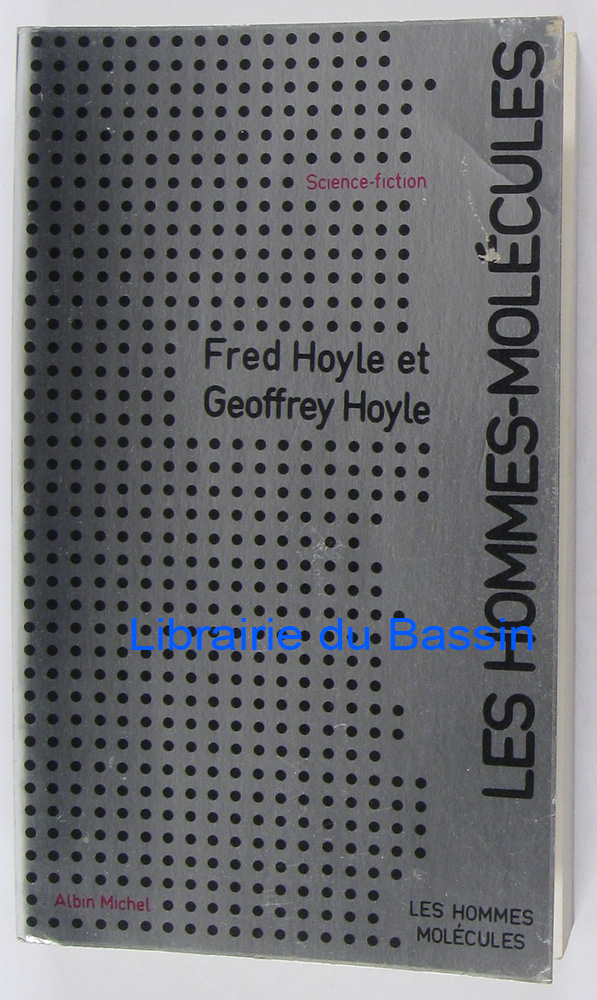 Science-fiction
Fred Hoyle et
Geoffrey Hoyle
LES HOMMES-MOLÉCULES
Librairie du Bassin
Albin Michel
LES HOMMES
MOLÉCULES